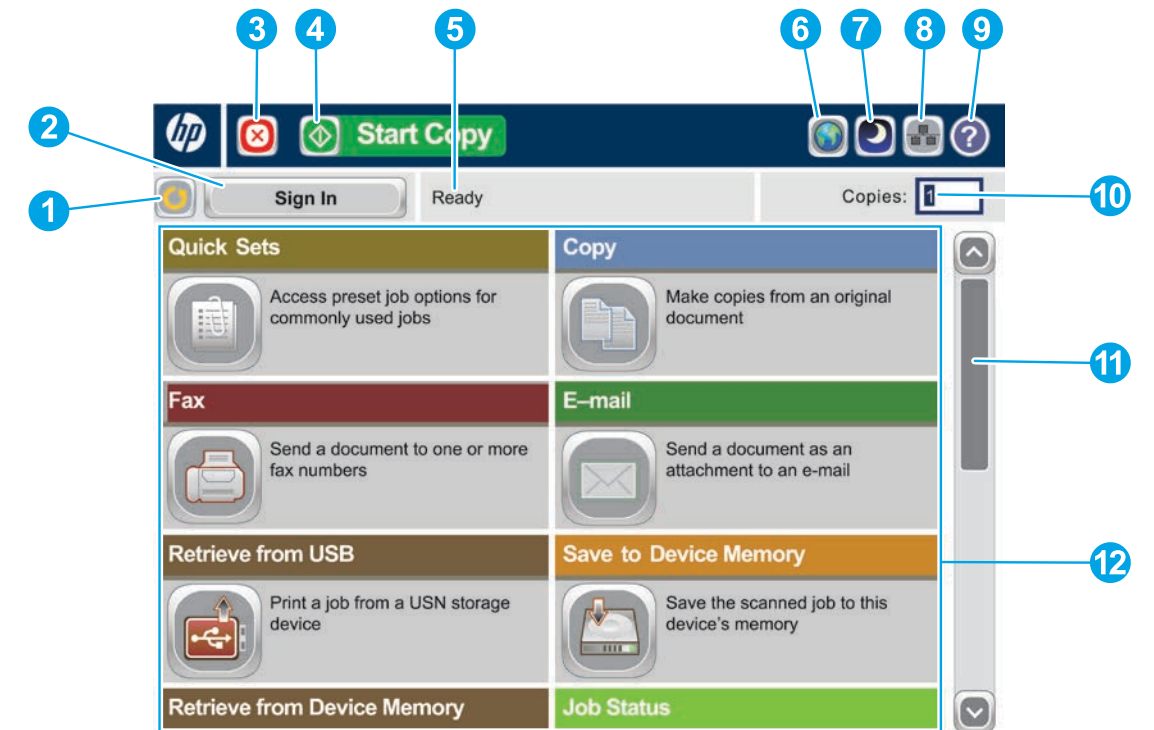 3 4 5 6 7 8 9
hp Start Copy
2
1 Sign In Ready Copies: 1 10
Quick Sets
Access preset job options for
commonly used jobs
Copy
Make copies from an original
document
11
Fax
Send a document to one or more
fax numbers
E–mail
Send a document as an
attachment to an e-mail
Retrieve from USB
Print a job from a USN storage
device
Save to Device Memory
Save the scanned job to this
device's memory
12
Retrieve from Device Memory
Job Status
?